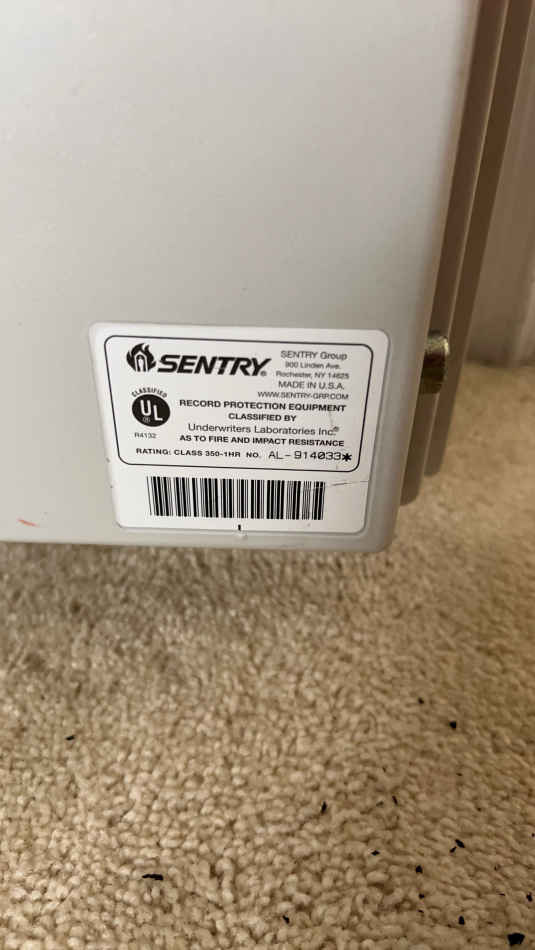 SENTRY®
SENTRY Group
900 Linden Ave.
Rochester, NY 14625
MADE IN U.S.A.
WWW.SENTRY-GRP.COM
CLASSIFIED
UL
®
R4132
RECORD PROTECTION EQUIPMENT
CLASSIFIED BY
Underwriters Laboratories Inc.®
AS TO FIRE AND IMPACT RESISTANCE
RATING: CLASS 350-1HR NO. AL-914033*